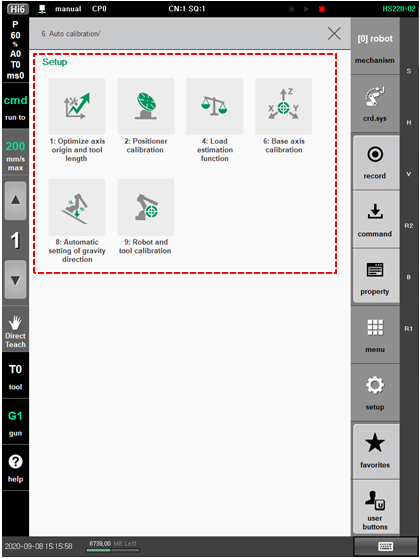 Hi6 manual CP0 CN:1 SQ:1 HS220-02
P
60
%
A0
T0
ms0
cmd
run to
200
mm/s
max
1
Direct
Teach
T0
tool
G1
gun
help
6. Auto calibration/
Setup
1: Optimize axis
origin and tool
length
2: Positioner
calibration
4: Load
estimation
function
Z
X Y
6: Base axis
calibration
8: Automatic
setting of gravity
direction
9: Robot and
tool calibration
[0] robot
mechanism
crd.sys
record
command
property
menu
setup
favorites
U
user
buttons
S
H
V
R2
B
R1
2020-09-08 15:15:58 8739.00 MB Left